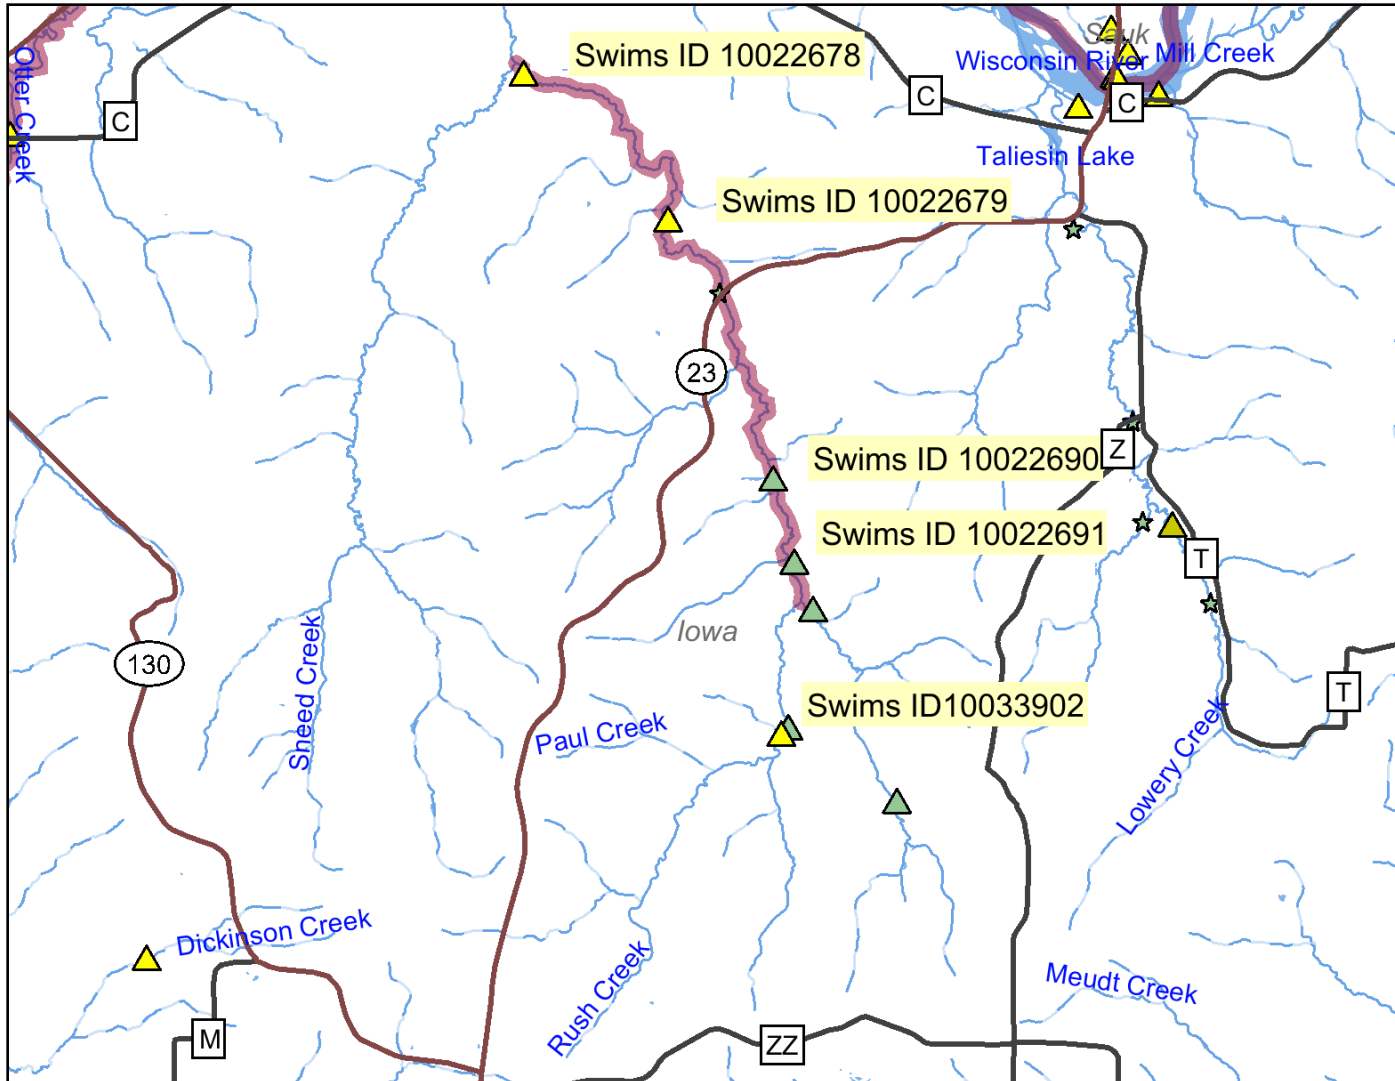 Sauk
Swims ID 10022678
Wisconsin River
Mill Creek
Otter Creek
C
C
C
Taliesin Lake
Swims ID 10022679
23
Z
Swims ID 10022690
Swims ID 10022691
T
Iowa
130
Sneed Creek
T
Swims ID10033902
Paul Creek
Lowery Creek
Dickinson Creek
Rush Creek
Meudt Creek
M
ZZ